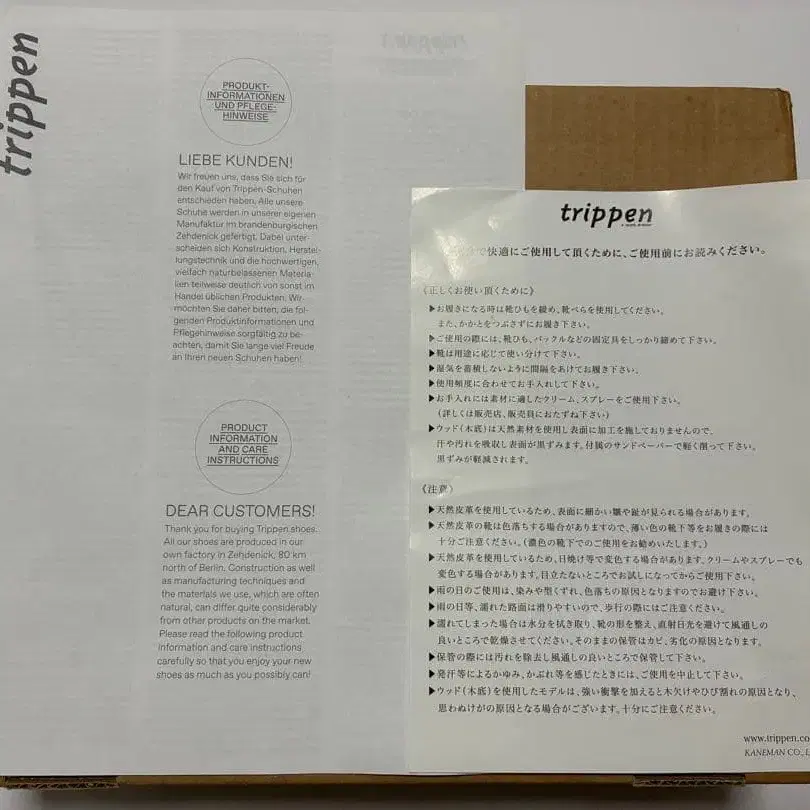 trippen
PRODUKT-
INFORMATIONEN
UND PFLEGE-
HINWEISE
LIEBE KUNDEN!
Wir freuen uns, dass Sie sich für
den Kauf von Trippen-Schuhen
entschieden haben. Alle unsere
Schuhe werden in unserer eigenen
Manufaktur im brandenburgischen
Zehdenick gefertigt. Dabei unter-
scheiden sich Konstruktion, Herstel-
lungstechnik und die hochwertigen,
vielfach naturbelassenen Materia-
lien teilweise deutlich von sonst im
Handel üblichen Produkten. Wir
möchten Sie daher bitten, die fol-
genden Produktinformationen und
Pflegehinweise sorgfältig zu be-
achten, damit Sie lange viel Freude
an Ihren neuen Schuhen haben!
PRODUCT
INFORMATION
AND CARE
INSTRUCTIONS
DEAR CUSTOMERS!
Thank you for buying Trippen shoes.
All our shoes are produced in our
own factory in Zehdenick, 80 km
north of Berlin. Construction as well
as manufacturing techniques and
the materials we use, which are often
natural, can differ quite considerably
from other products on the market.
Please read the following product
information and care instructions
carefully so that you enjoy your new
shoes as much as you possibly can!
trippen
で快適にご使用して頂くために、ご使用前にお読みください。
《正しくお使い頂くために》
▶お履きになる時は靴ひもを緩め、靴べらを使用してください。
また、かかとをつぶさずにお履き下さい。
▶ご使用の際には、靴ひも、バックルなどの固定具をしっかり締めて下さい。
▶靴は用途に応じて使い分けて下さい。
▶湿気を蓄積しないように間隔をあけてお履き下さい。
▶使用頻度に合わせてお手入れして下さい。
▶お手入れには素材に適したクリーム、スプレーをご使用下さい。
(詳しくは販売店、販売員におたずね下さい)
▶ウッド(木底)は天然素材を使用し表面に加工を施しておりませんので、
汗や汚れを吸収し表面が黒ずみます。付属のサンドペーパーで軽く削って下さい。
黒ずみが軽減されます。
《注意》
▶天然皮革を使用しているため、表面に細かい皺や趾が見られる場合があります。
▶天然皮革の靴は色落ちする場合がありますので、薄い色の靴下等をお履きの際には
十分ご注意ください。(濃色の靴下でのご使用をお勧めいたします。)
▶天然皮革を使用しているため、日焼け等で変色する場合があります。クリームやスプレーでも
変色する場合があります。目立たないところでお試しになってからご使用下さい。
▶雨の日のご使用は、染みや型くずれ、色落ちの原因となりますのでお避け下さい。
▶雨の日等、濡れた路面は滑りやすいので、歩行の際にはご注意ください。
▶濡れてしまった場合は水分を拭き取り、靴の形を整え、直射日光を避けて風通しの
良いところで乾燥させてください。そのままの保管はカビ、劣化の原因となります。
▶保管の際には汚れを除去し風通しの良いところで保管して下さい。
▶発汗等によるかゆみ、かぶれ等を感じたときには、ご使用を中止して下さい。
▶ウッド(木底)を使用したモデルは、強い衝撃を加えると木欠けやひび割れの原因となり、
思わぬけがの原因となる場合がございます。十分にご注意ください。
www.trippen.co
KANEMAN CO., L